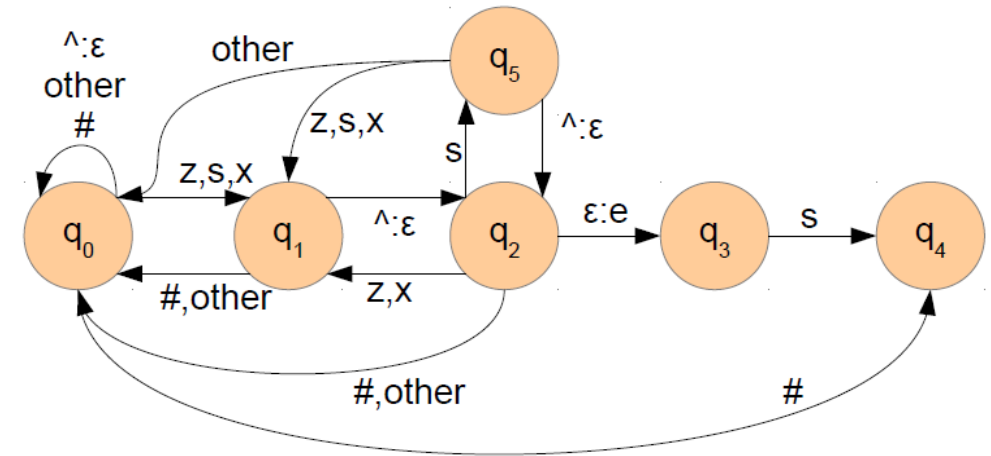 ^:ε
other
#
other
q5
z,s,x
^:ε
s
z,s,x
q0
q1
^:ε
q2
ε:e
q3
s
q4
#,other
z,x
#,other
#